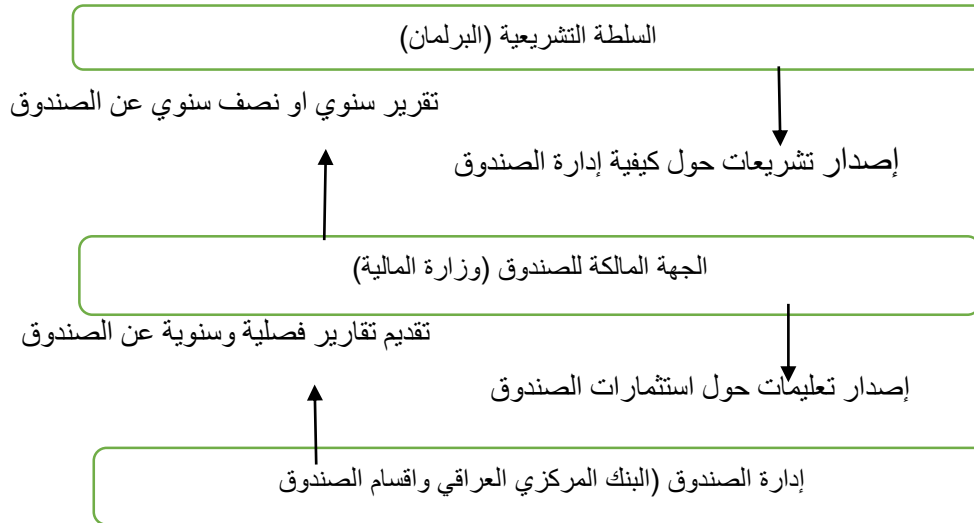 السلطة التشريعية (البرلمان)
تقرير سنوي او نصف سنوي عن الصندوق
إصدار تشريعات حول كيفية إدارة الصندوق
الجهة المالكة للصندوق (وزارة المالية)
تقديم تقارير فصلية وسنوية عن الصندوق
إصدار تعليمات حول استثمارات الصندوق
إدارة الصندوق (البنك المركزي العراقي واقسام الصندوق